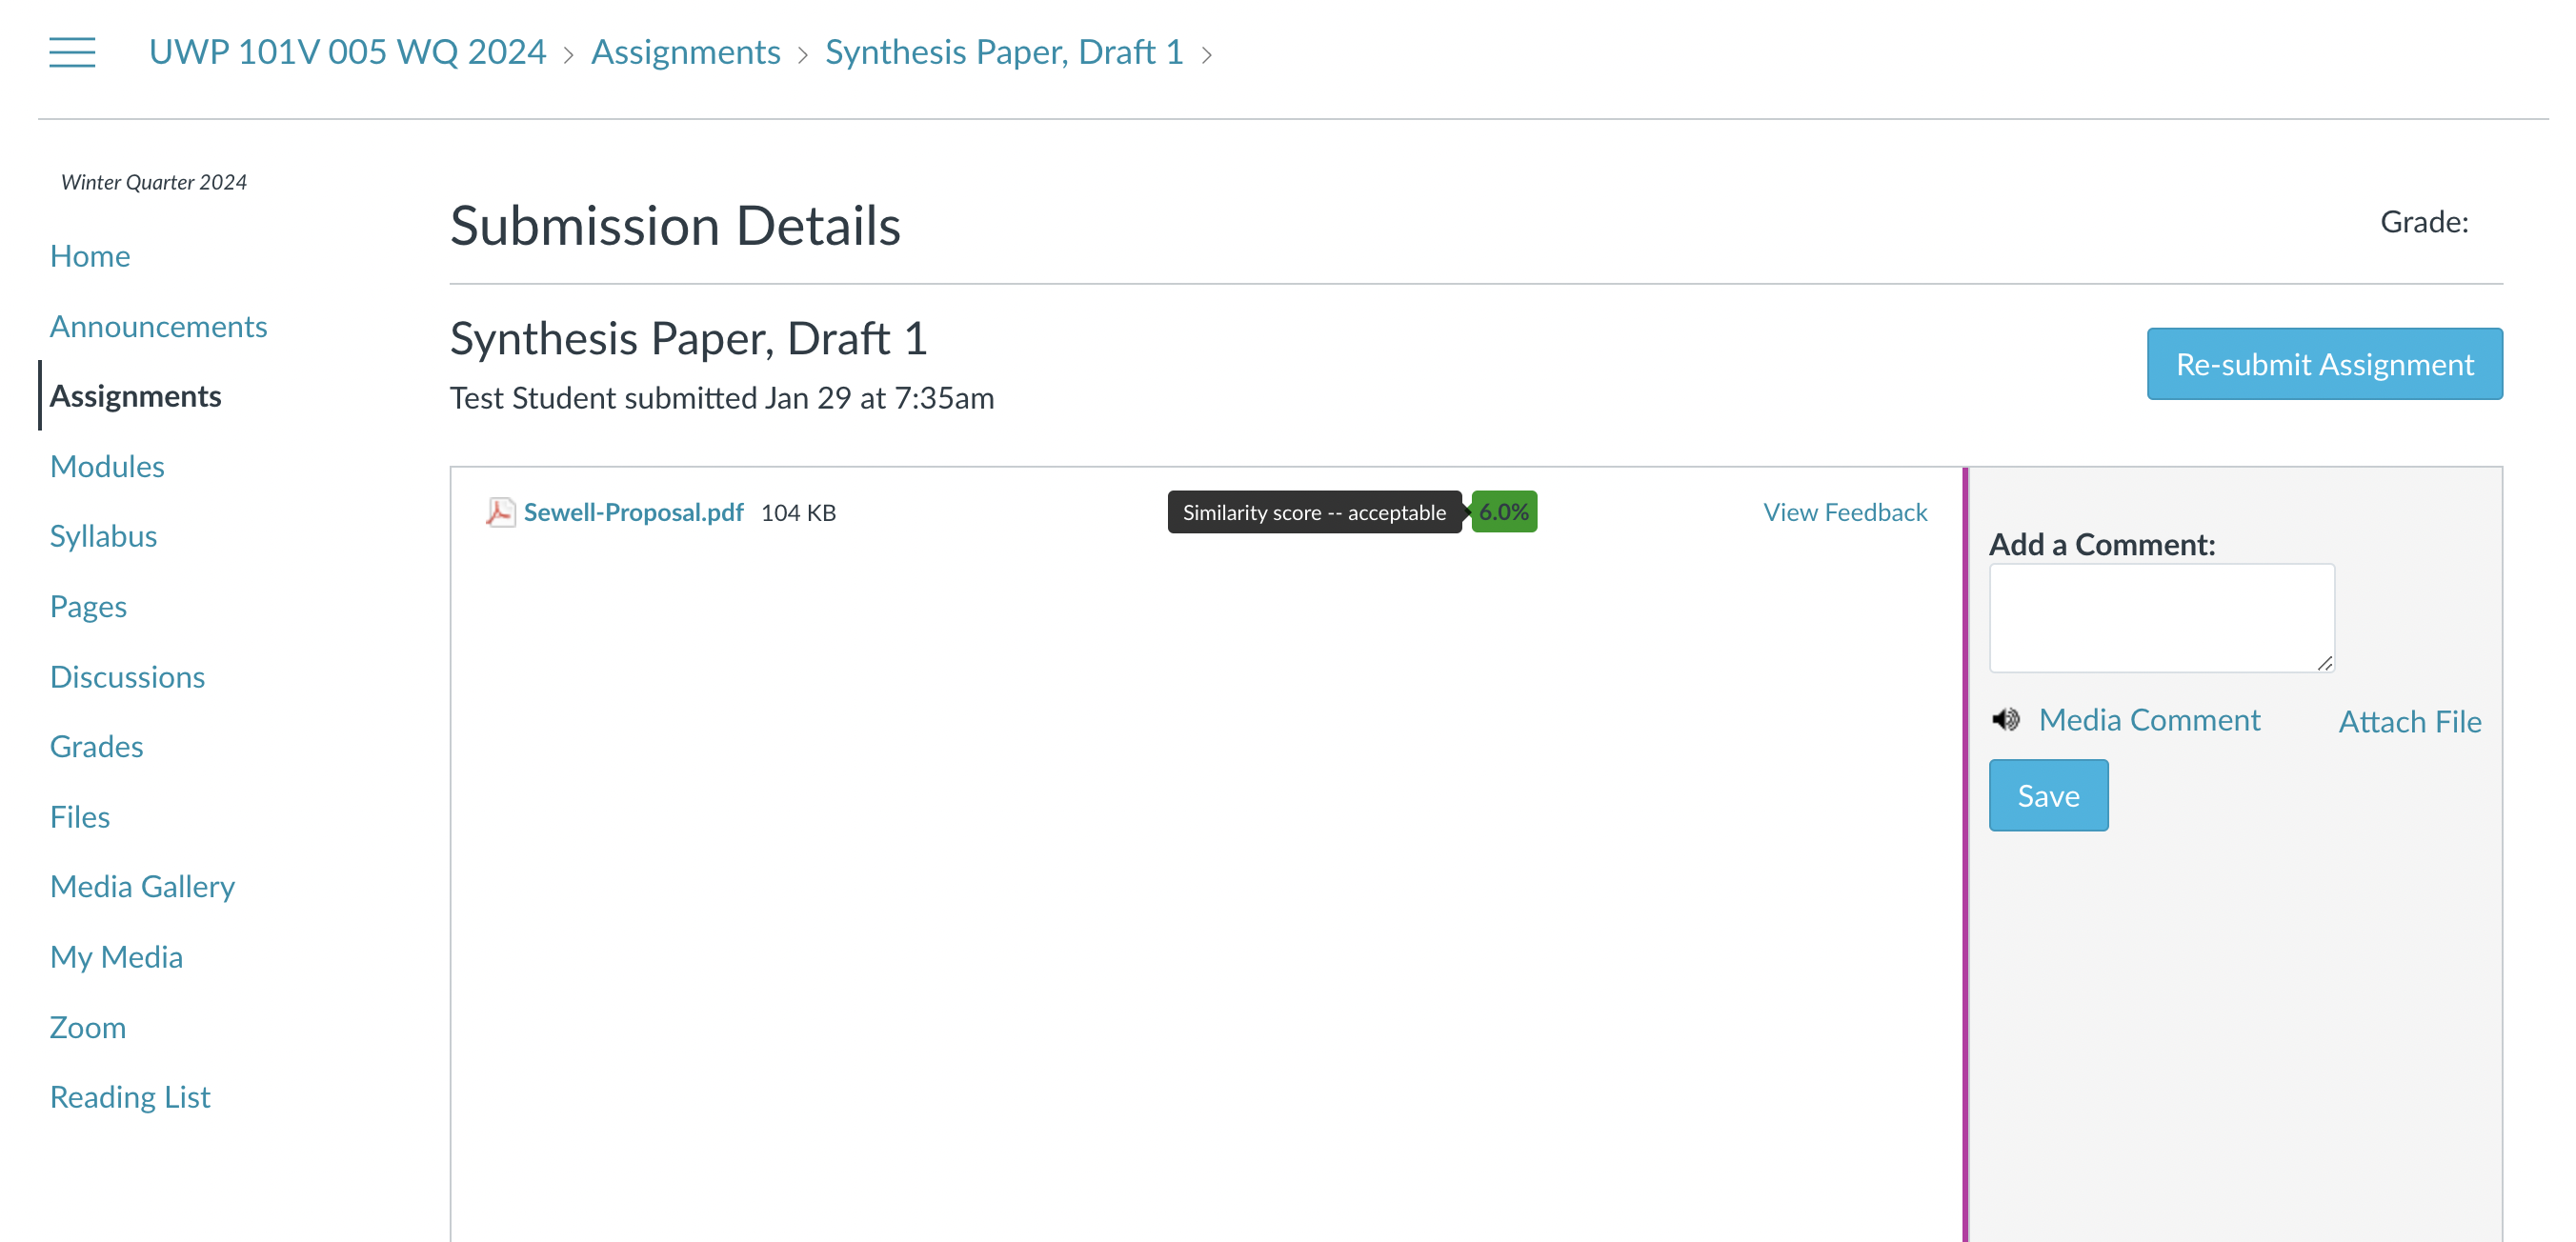 UWP 101V 005 WQ 2024 > Assignments > Synthesis Paper, Draft 1 >
Winter Quarter 2024
Home
Announcements
Assignments
Modules
Syllabus
Pages
Discussions
Grades
Files
Media Gallery
My Media
Zoom
Reading List
Submission Details
Grade:
Synthesis Paper, Draft 1
Test Student submitted Jan 29 at 7:35am
Re-submit Assignment
Sewell-Proposal.pdf 104 KB
Similarity score -- acceptable
6.0%
View Feedback
Add a Comment:
Media Comment
Attach File
Save